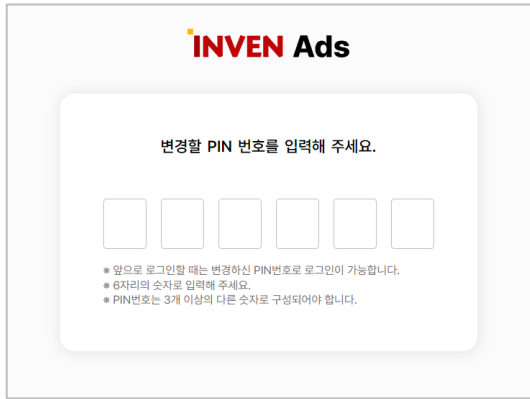 INVEN Ads
변경할 PIN 번호를 입력해 주세요.
※ 앞으로 로그인할 때는 변경하신 PIN번호로 로그인이 가능합니다.
※ 6자리의 숫자로 입력해 주세요.
※ PIN번호는 3개 이상의 다른 숫자로 구성되어야 합니다.